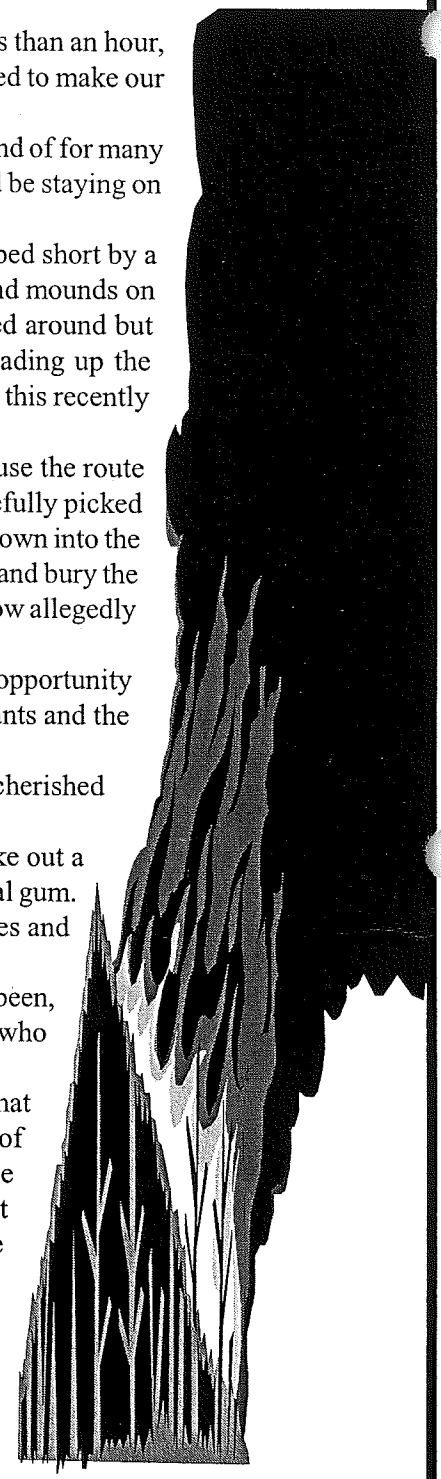 s than an hour,
ed to make our
nd of for many
be staying on
ped short by a
nd mounds on
ed around but
ading up the
this recently
use the route
efully picked
own into the
and bury the
ow allegedly
opportunity
ants and the
cherished
ke out a
al gum.
es and
been,
who
hat
of
e
t
e